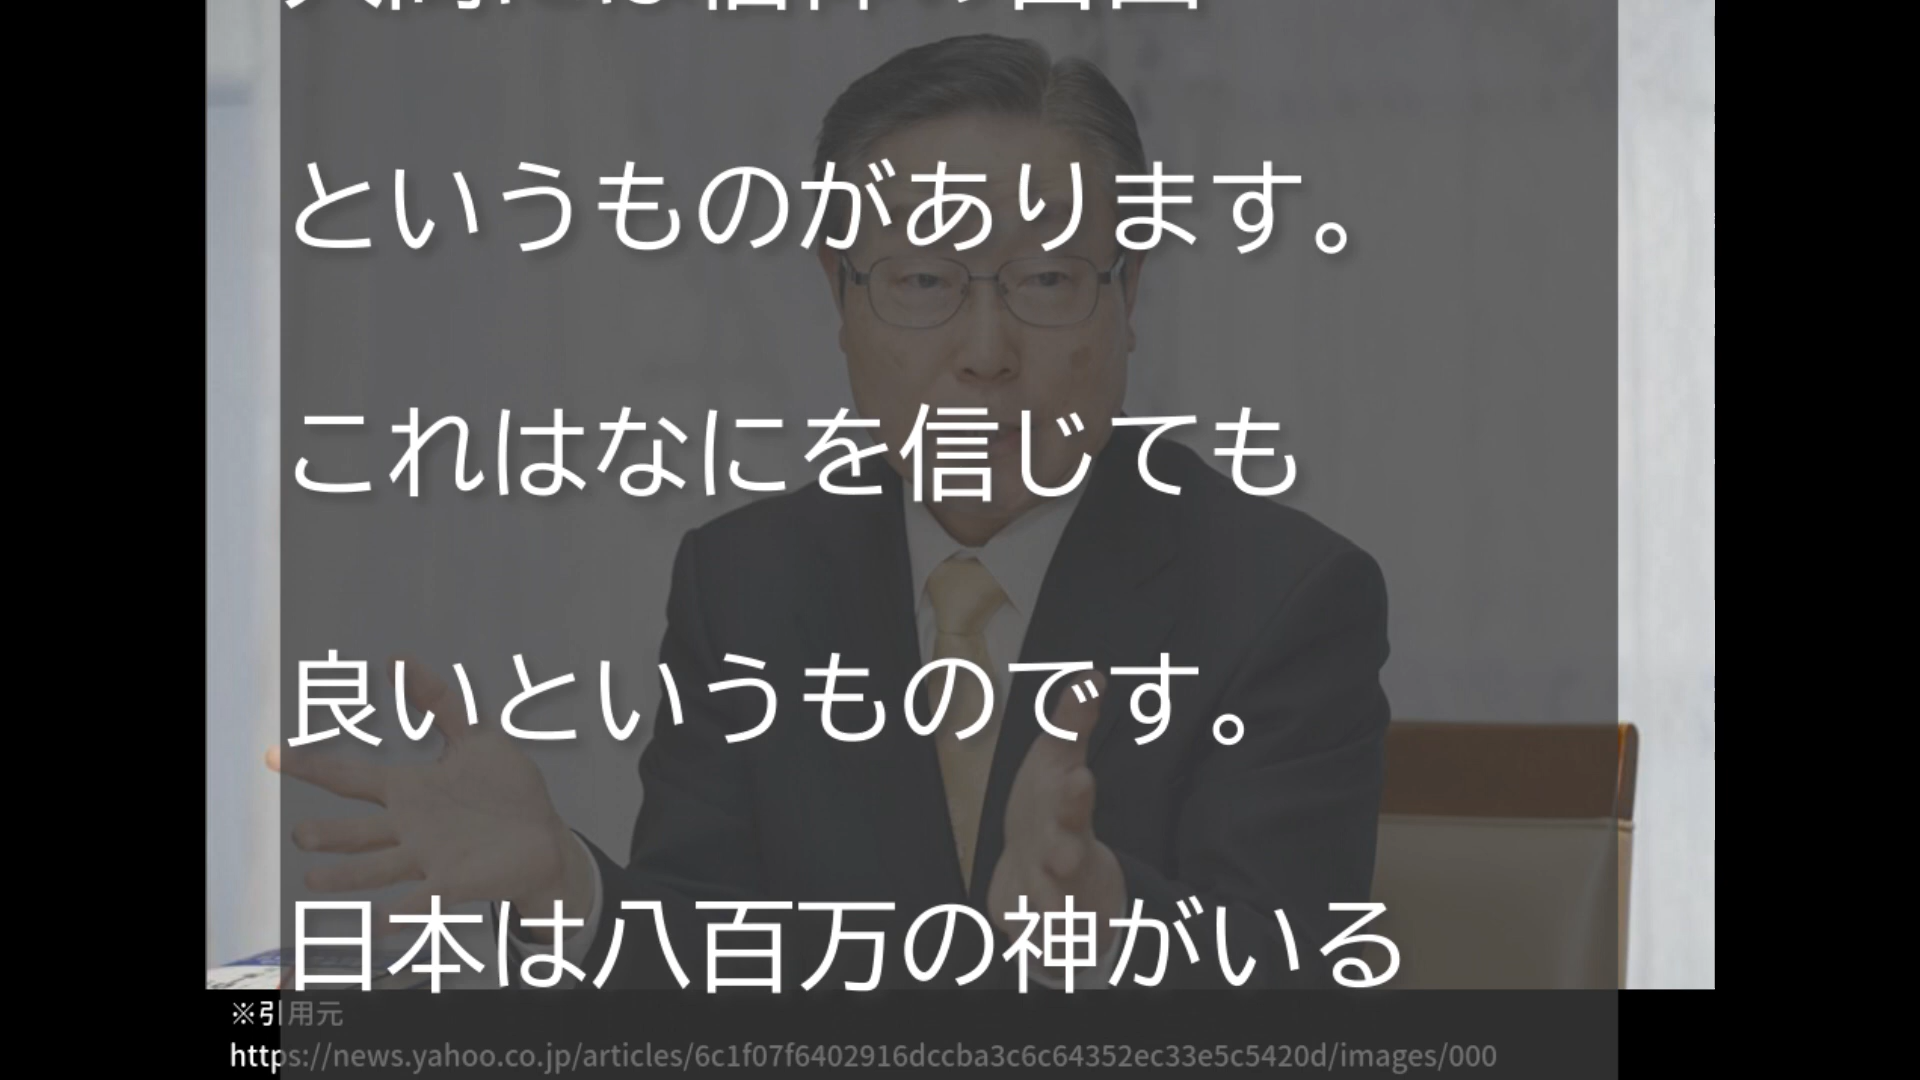 というものがあります。
これはなにを信じても
良いというものです。
日本は八百万の神がいる
※引用元
https://news.yahoo.co.jp/articles/6c1f07f6402916dccba3c6c64352ec33e5c5420d/images/000